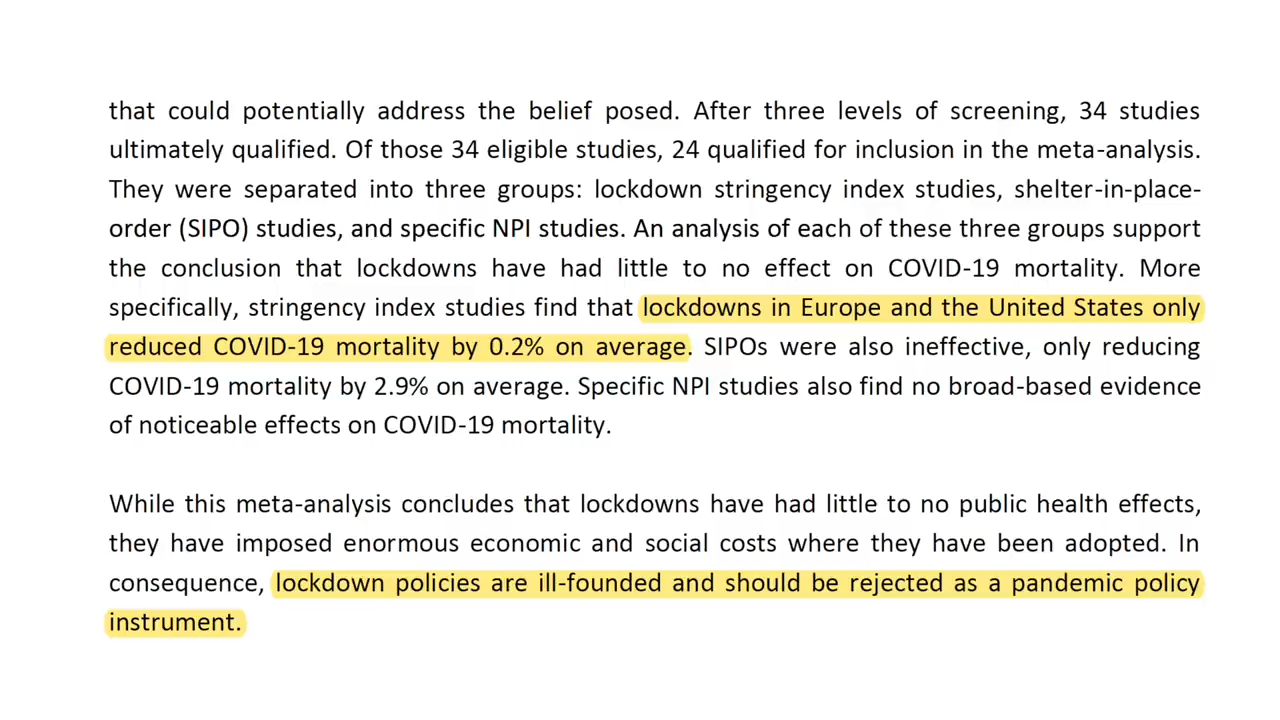 that could potentially address the belief posed. After three levels of screening, 34 studies
ultimately qualified. Of those 34 eligible studies, 24 qualified for inclusion in the meta-analysis.
They were separated into three groups: lockdown stringency index studies, shelter-in-place-
order (SIPO) studies, and specific NPI studies. An analysis of each of these three groups support
the conclusion that lockdowns have had little to no effect on COVID-19 mortality. More
specifically, stringency index studies find that lockdowns in Europe and the United States only
reduced COVID-19 mortality by 0.2% on average. SIPOs were also ineffective, only reducing
COVID-19 mortality by 2.9% on average. Specific NPI studies also find no broad-based evidence
of noticeable effects on COVID-19 mortality.
While this meta-analysis concludes that lockdowns have had little to no public health effects,
they have imposed enormous economic and social costs where they have been adopted. In
consequence, lockdown policies are ill-founded and should be rejected as a pandemic policy
instrument.